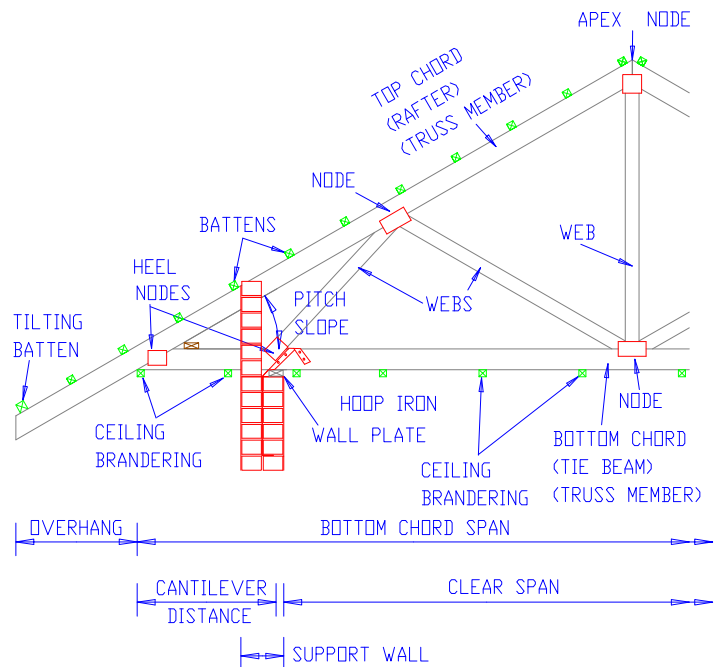 APEX NODE
TOP CHORD
(RAFTER)
(TRUSS MEMBER)
NODE
BATTENS
WEB
HEEL
NODES
PITCH
SLOPE
WEBS
TILTING
BATTEN
HOOP IRON
NODE
CEILING
BRANDERING
WALL PLATE
BOTTOM CHORD
(TIE BEAM)
(TRUSS MEMBER)
CEILING
BRANDERING
OVERHANG
BOTTOM CHORD SPAN
CANTILEVER
DISTANCE
CLEAR SPAN
SUPPORT WALL